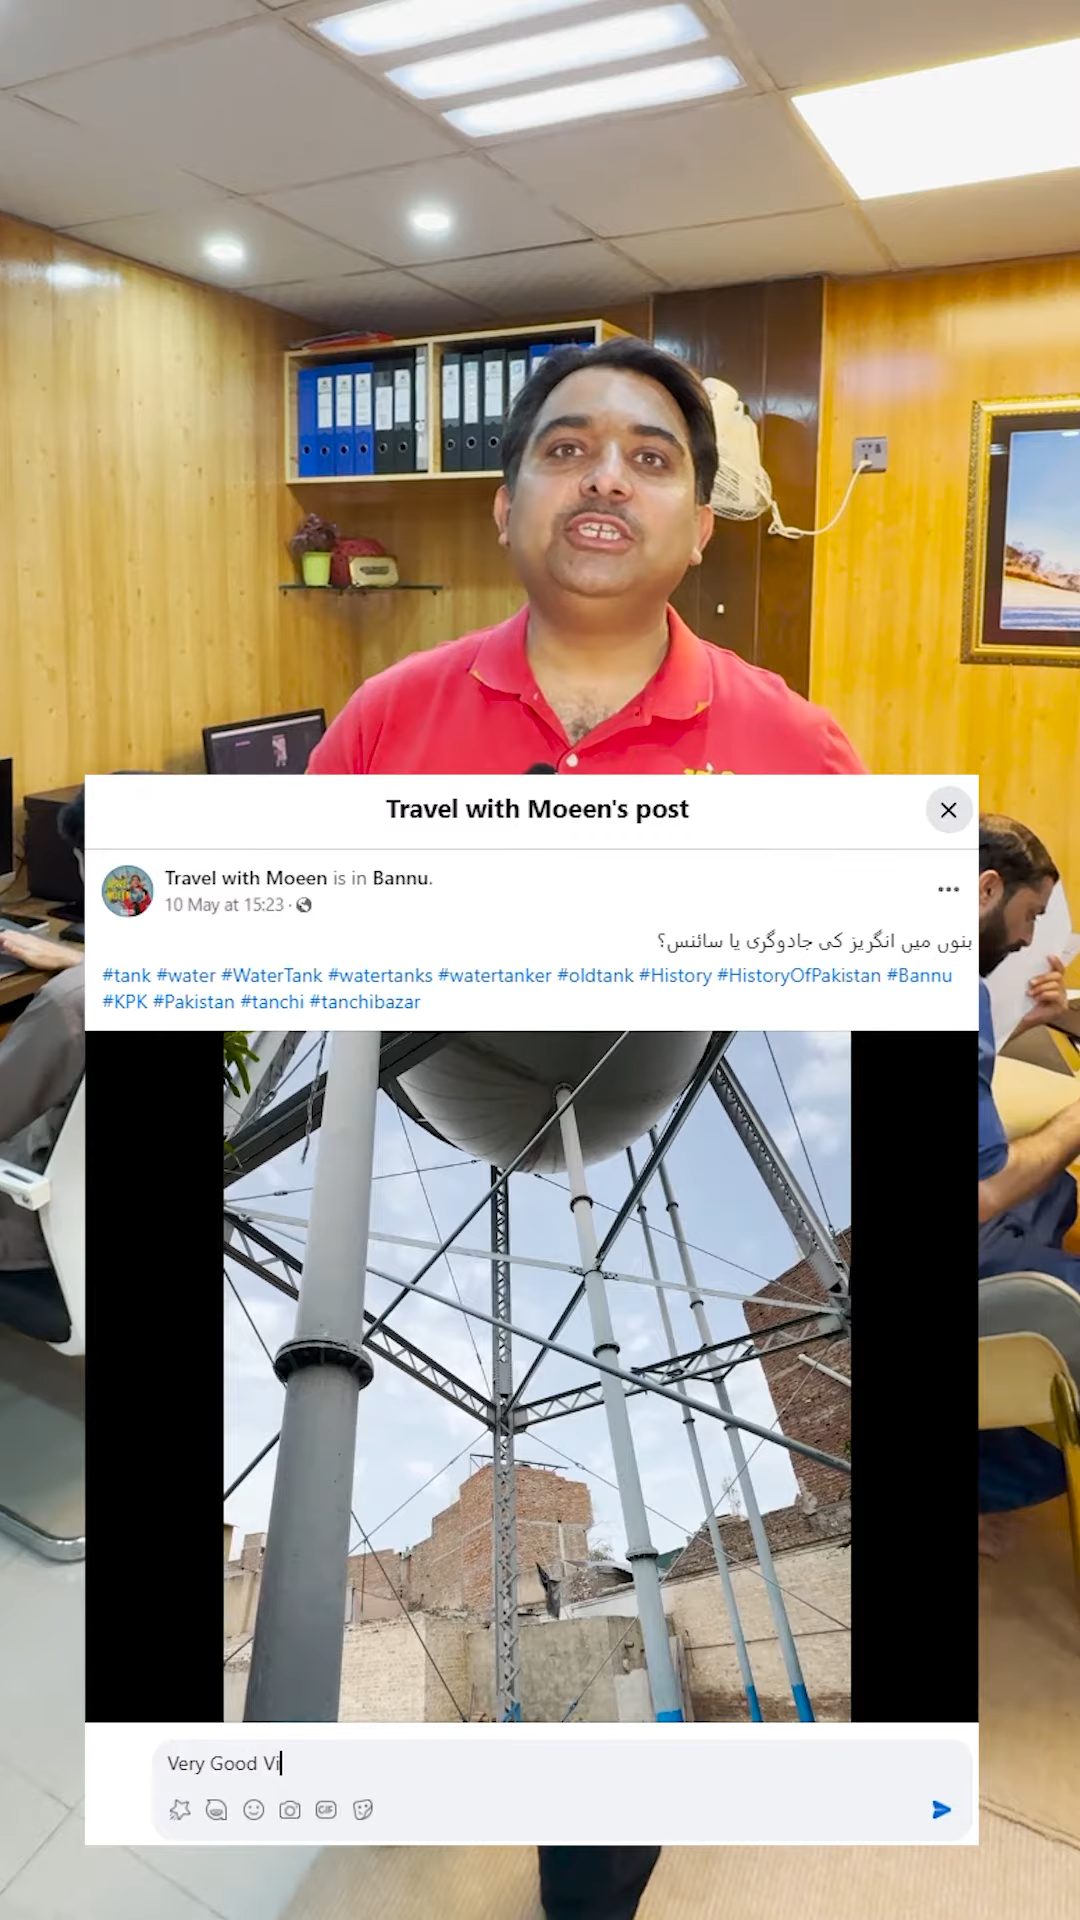 Travel with Moeen's post
Travel with Moeen is in Bannu.
10 May at 15:23
بنوں میں انگریز کی جادوگری یا سائنس؟
#tank #water #WaterTank #watertanks #watertanker #oldtank #History #HistoryOfPakistan #Bannu
#KPK #Pakistan #tanchi #tanchibazar
Very Good Vi
GIF